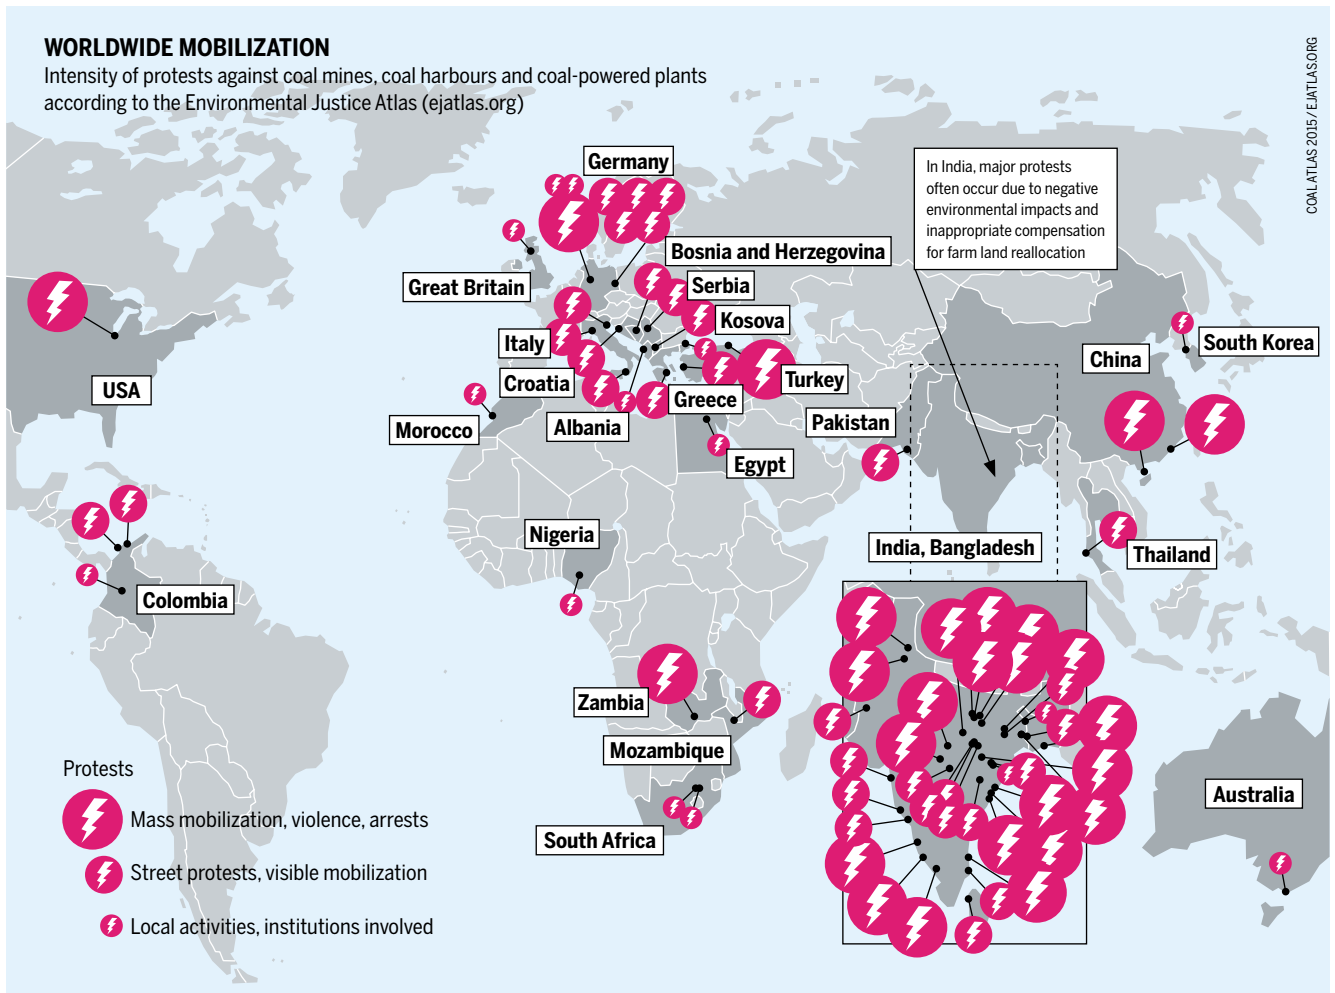 WORLDWIDE MOBILIZATION
Intensity of protests against coal mines, coal harbours and coal-powered plants
according to the Environmental Justice Atlas (ejatlas.org)
COAL ATLAS 2015 / EJATLAS.ORG
Germany
In India, major protests
often occur due to negative
environmental impacts and
inappropriate compensation
for farm land reallocation
Bosnia and Herzegovina
Great Britain
Serbia
Kosova
Italy
South Korea
China
USA
Croatia
Turkey
Greece
Morocco
Albania
Pakistan
Egypt
Nigeria
India, Bangladesh
Thailand
Colombia
Zambia
Mozambique
South Africa
Australia
Protests
Mass mobilization, violence, arrests
Street protests, visible mobilization
Local activities, institutions involved